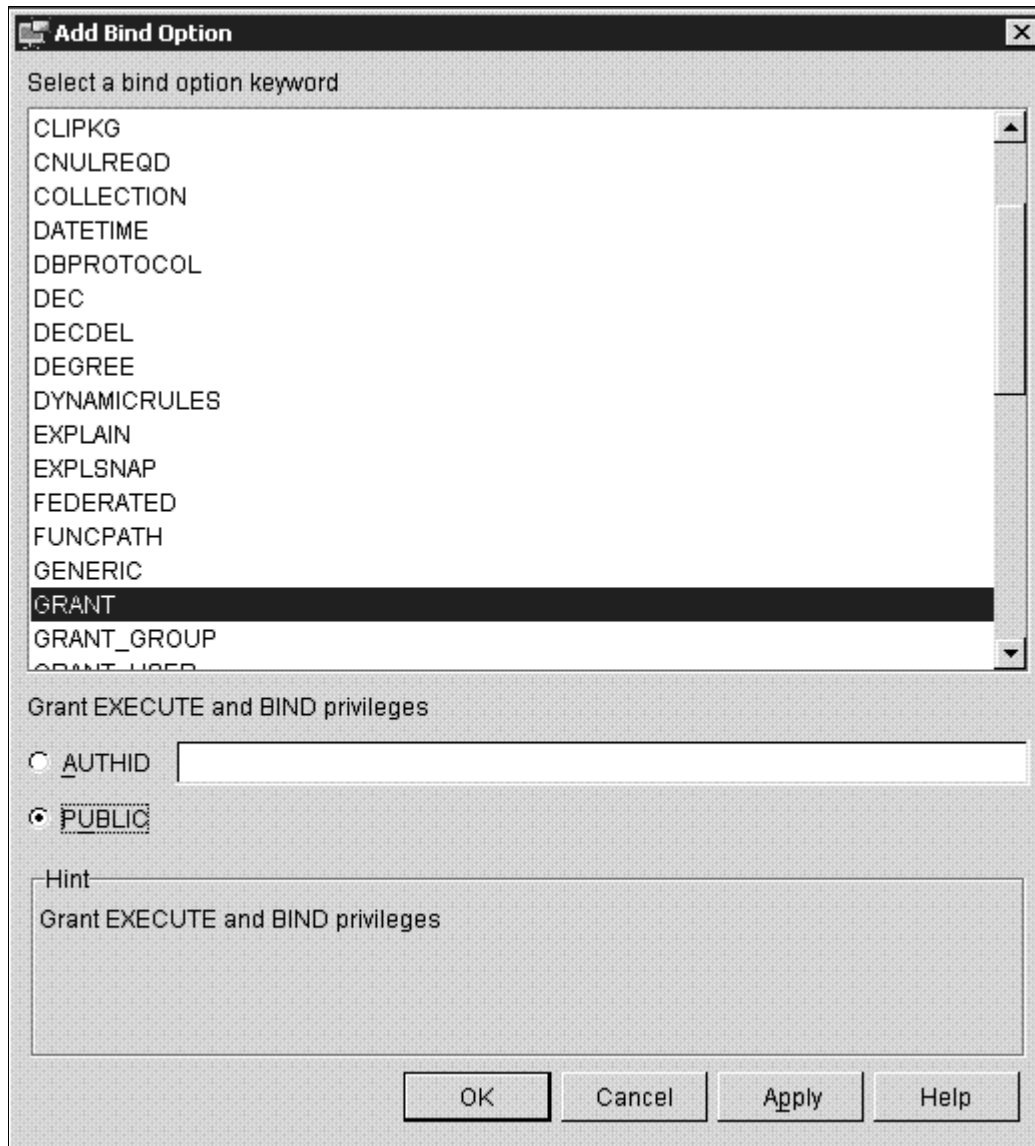 Add Bind Option
Select a bind option keyword
CLIPKG
CNULREQD
COLLECTION
DATETIME
DBPROTOCOL
DEC
DECDEL
DEGREE
DYNAMICRULES
EXPLAIN
EXPLSNAP
FEDERATED
FUNCPATH
GENERIC
GRANT
GRANT_GROUP
GRANT_USER
Grant EXECUTE and BIND privileges
AUTHID
PUBLIC
Hint
Grant EXECUTE and BIND privileges
OK Cancel Apply Help